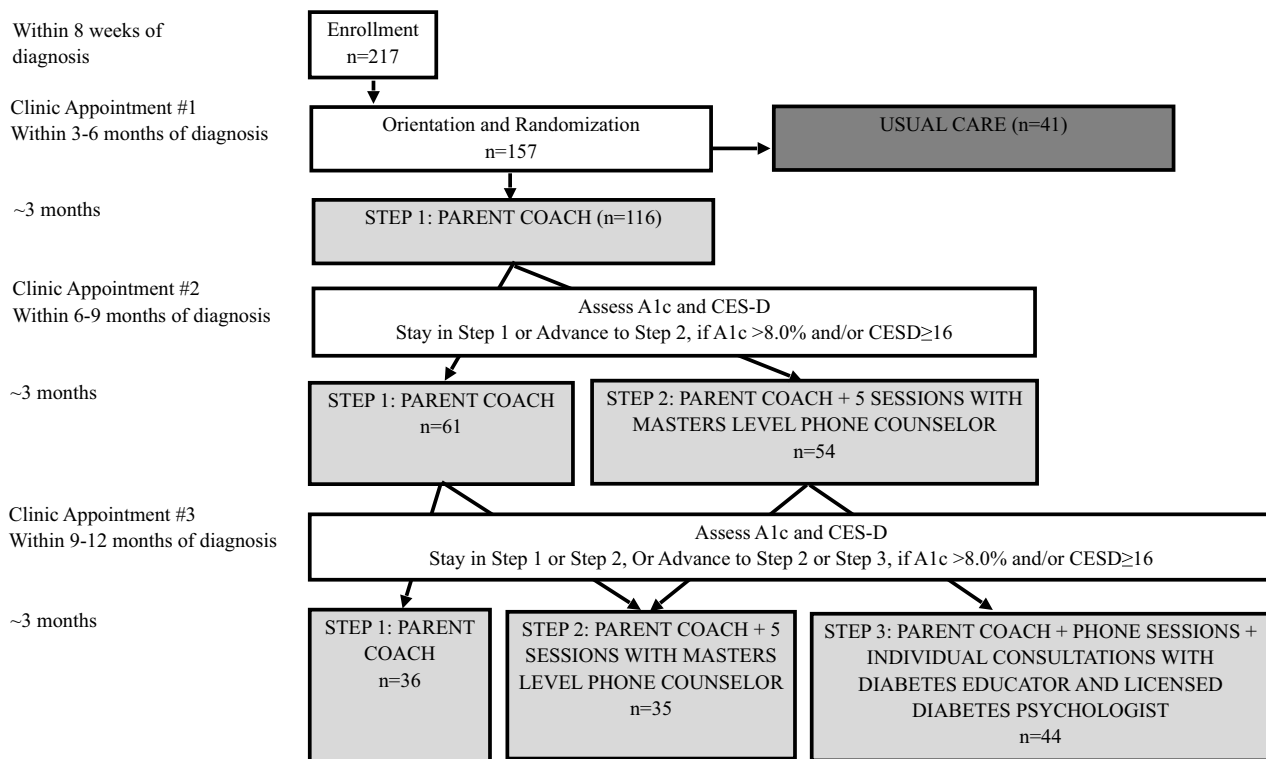 Within 8 weeks of
diagnosis
Enrollment
n=217
Clinic Appointment #1
Within 3-6 months of diagnosis
Orientation and Randomization
n=157
USUAL CARE (n=41)
~3 months
STEP 1: PARENT COACH (n=116)
Clinic Appointment #2
Within 6-9 months of diagnosis
Assess A1c and CES-D
Stay in Step 1 or Advance to Step 2, if A1c >8.0% and/or CESD≥16
~3 months
STEP 1: PARENT COACH
n=61
STEP 2: PARENT COACH + 5 SESSIONS WITH
MASTERS LEVEL PHONE COUNSELOR
n=54
Clinic Appointment #3
Within 9-12 months of diagnosis
Assess A1c and CES-D
Stay in Step 1 or Step 2, Or Advance to Step 2 or Step 3, if A1c >8.0% and/or CESD≥16
~3 months
STEP 1: PARENT
COACH
n=36
STEP 2: PARENT COACH + 5
SESSIONS WITH MASTERS
LEVEL PHONE COUNSELOR
n=35
STEP 3: PARENT COACH + PHONE SESSIONS +
INDIVIDUAL CONSULTATIONS WITH
DIABETES EDUCATOR AND LICENSED
DIABETES PSYCHOLOGIST
n=44